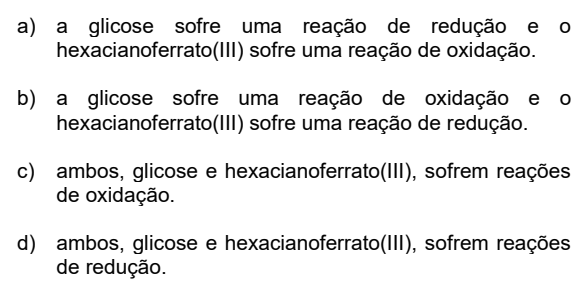 a) a glicose sofre uma reação de redução e o
hexacianoferrato(III) sofre uma reação de oxidação.
b) a glicose sofre uma reação de oxidação e o
hexacianoferrato(III) sofre uma reação de redução.
c) ambos, glicose e hexacianoferrato(III), sofrem reações
de oxidação.
d) ambos, glicose e hexacianoferrato(III), sofrem reações
de redução.